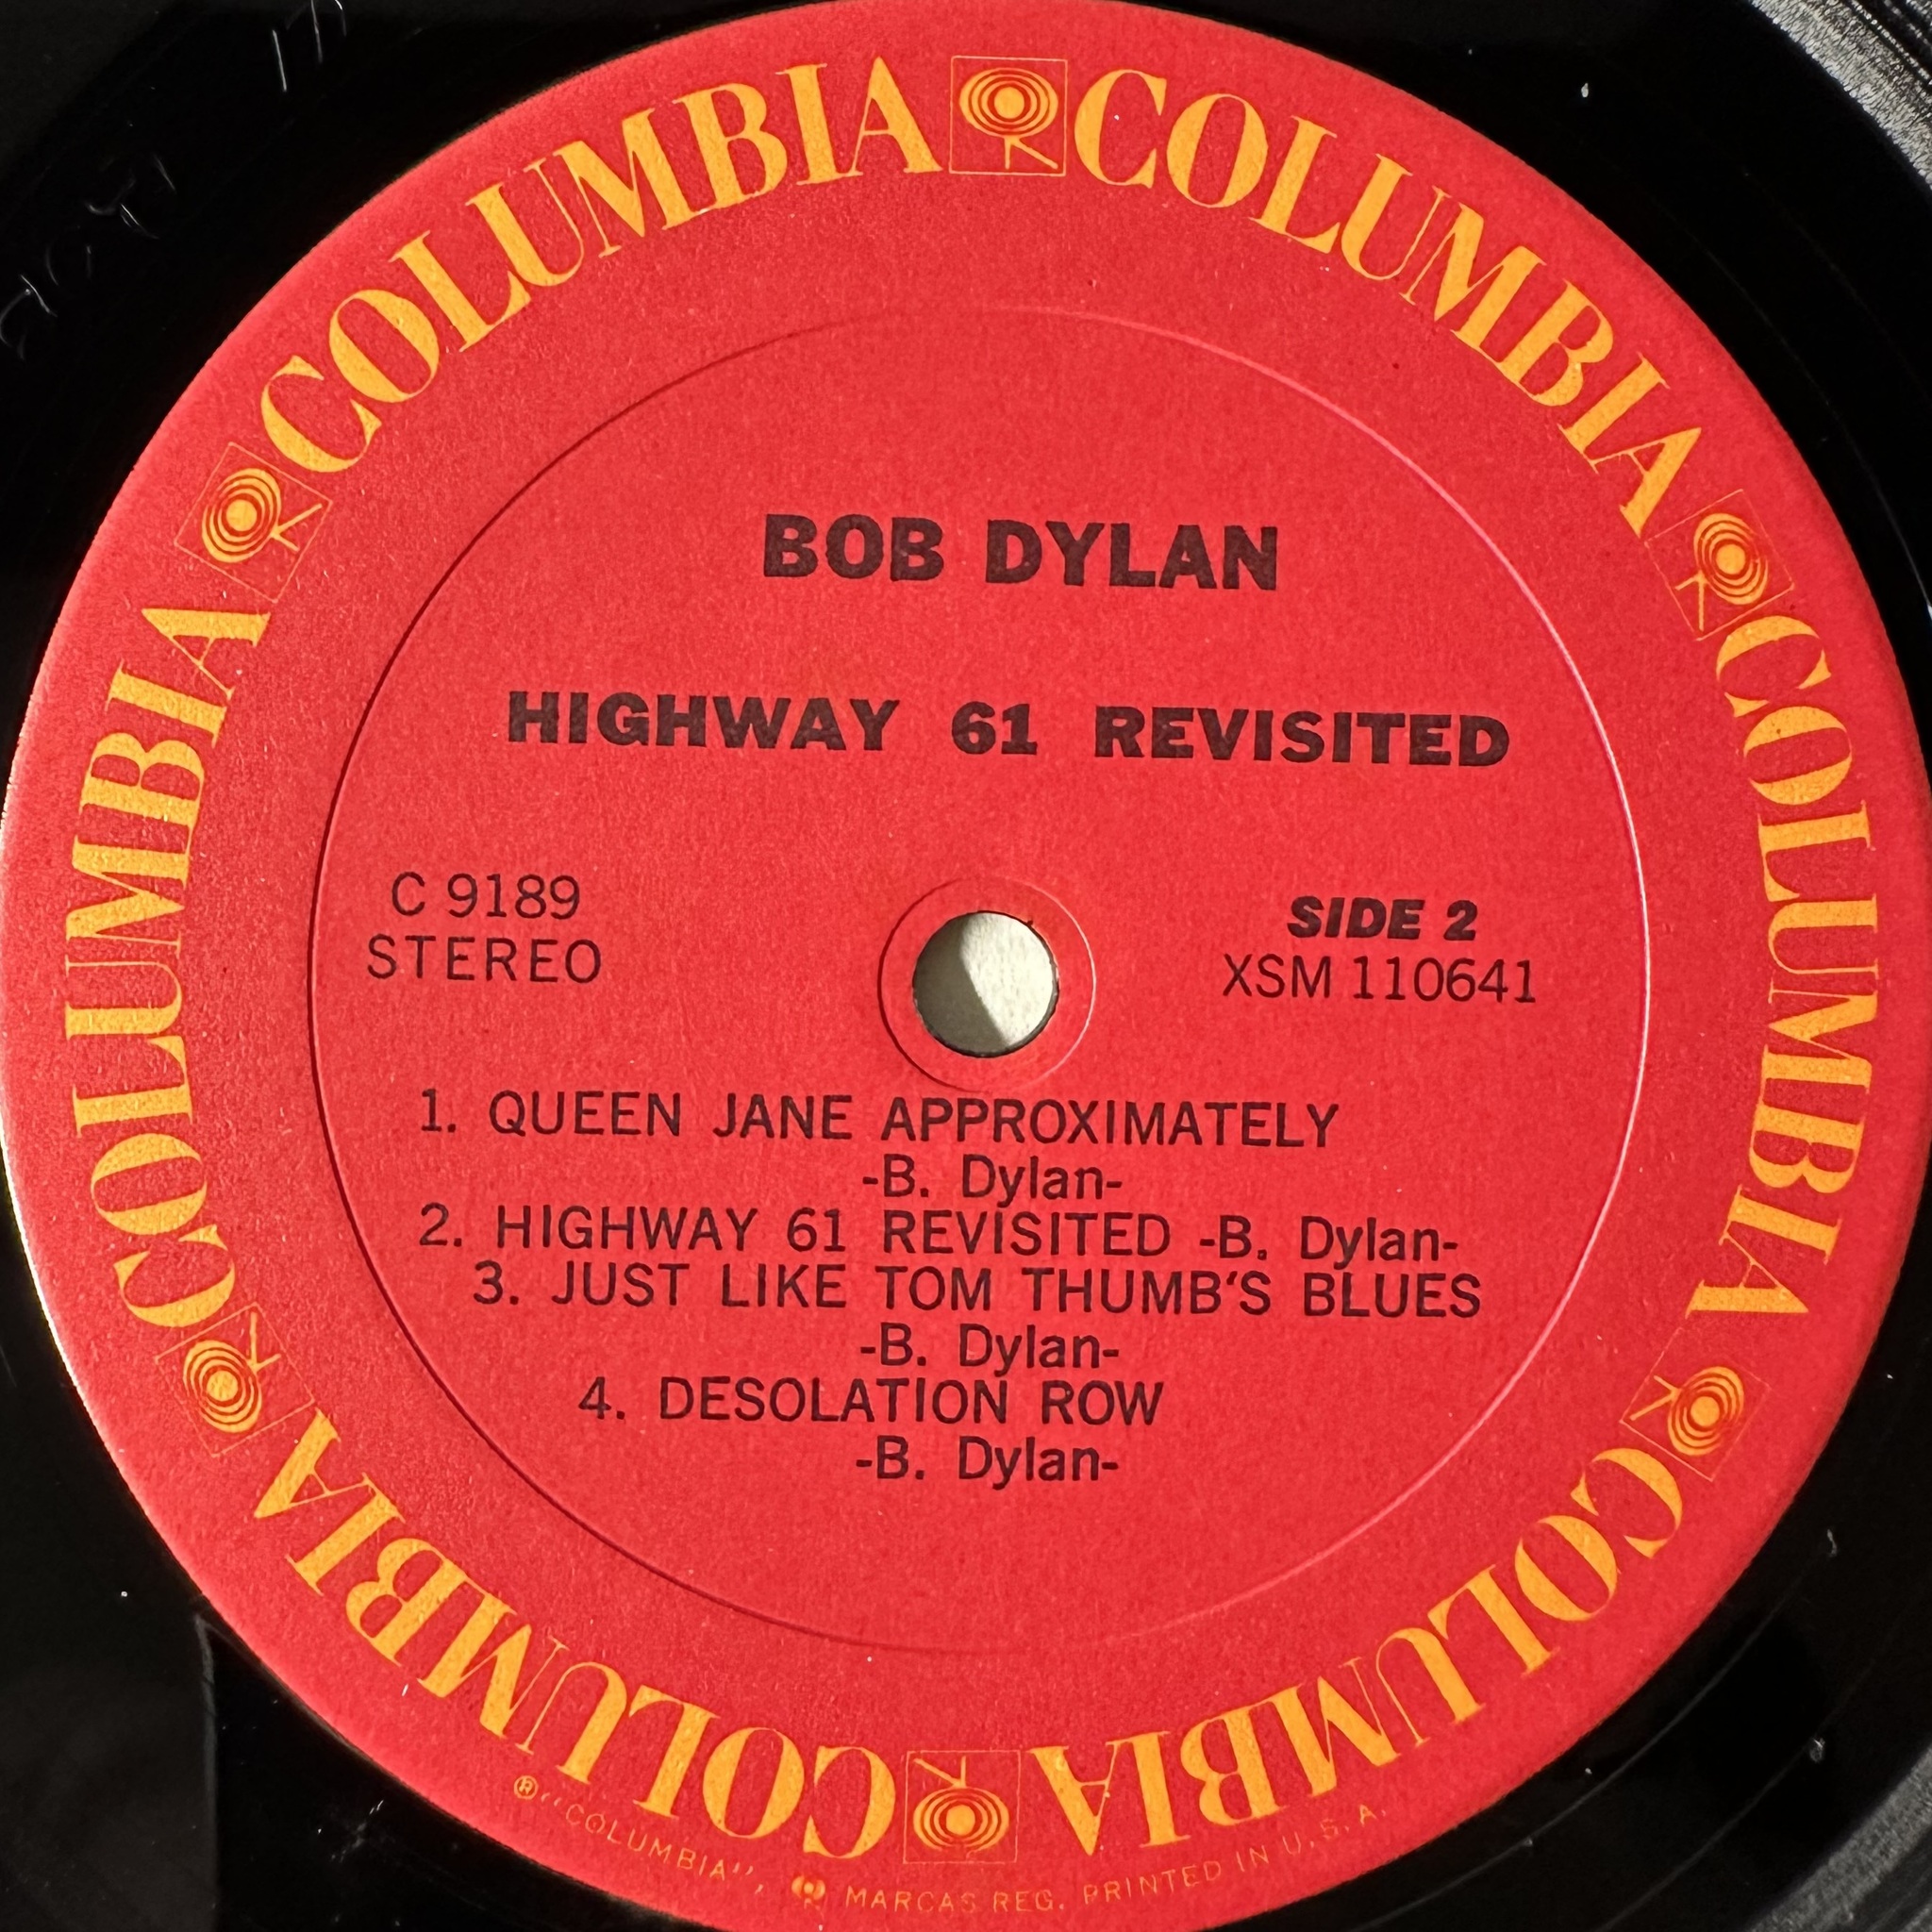 COLUMBIA COLUMBIA COLUMBIA COLUMBIA COLUMBIA COLUMBIA
BOB DYLAN
HIGHWAY 61 REVISITED
C 9189
STEREO
SIDE 2
XSM 110641
1. QUEEN JANE APPROXIMATELY
-B. Dylan-
2. HIGHWAY 61 REVISITED -B. Dylan-
3. JUST LIKE TOM THUMB'S BLUES
-B. Dylan-
4. DESOLATION ROW
-B. Dylan-
® "COLUMBIA", MARCAS REG. PRINTED IN U.S.A.